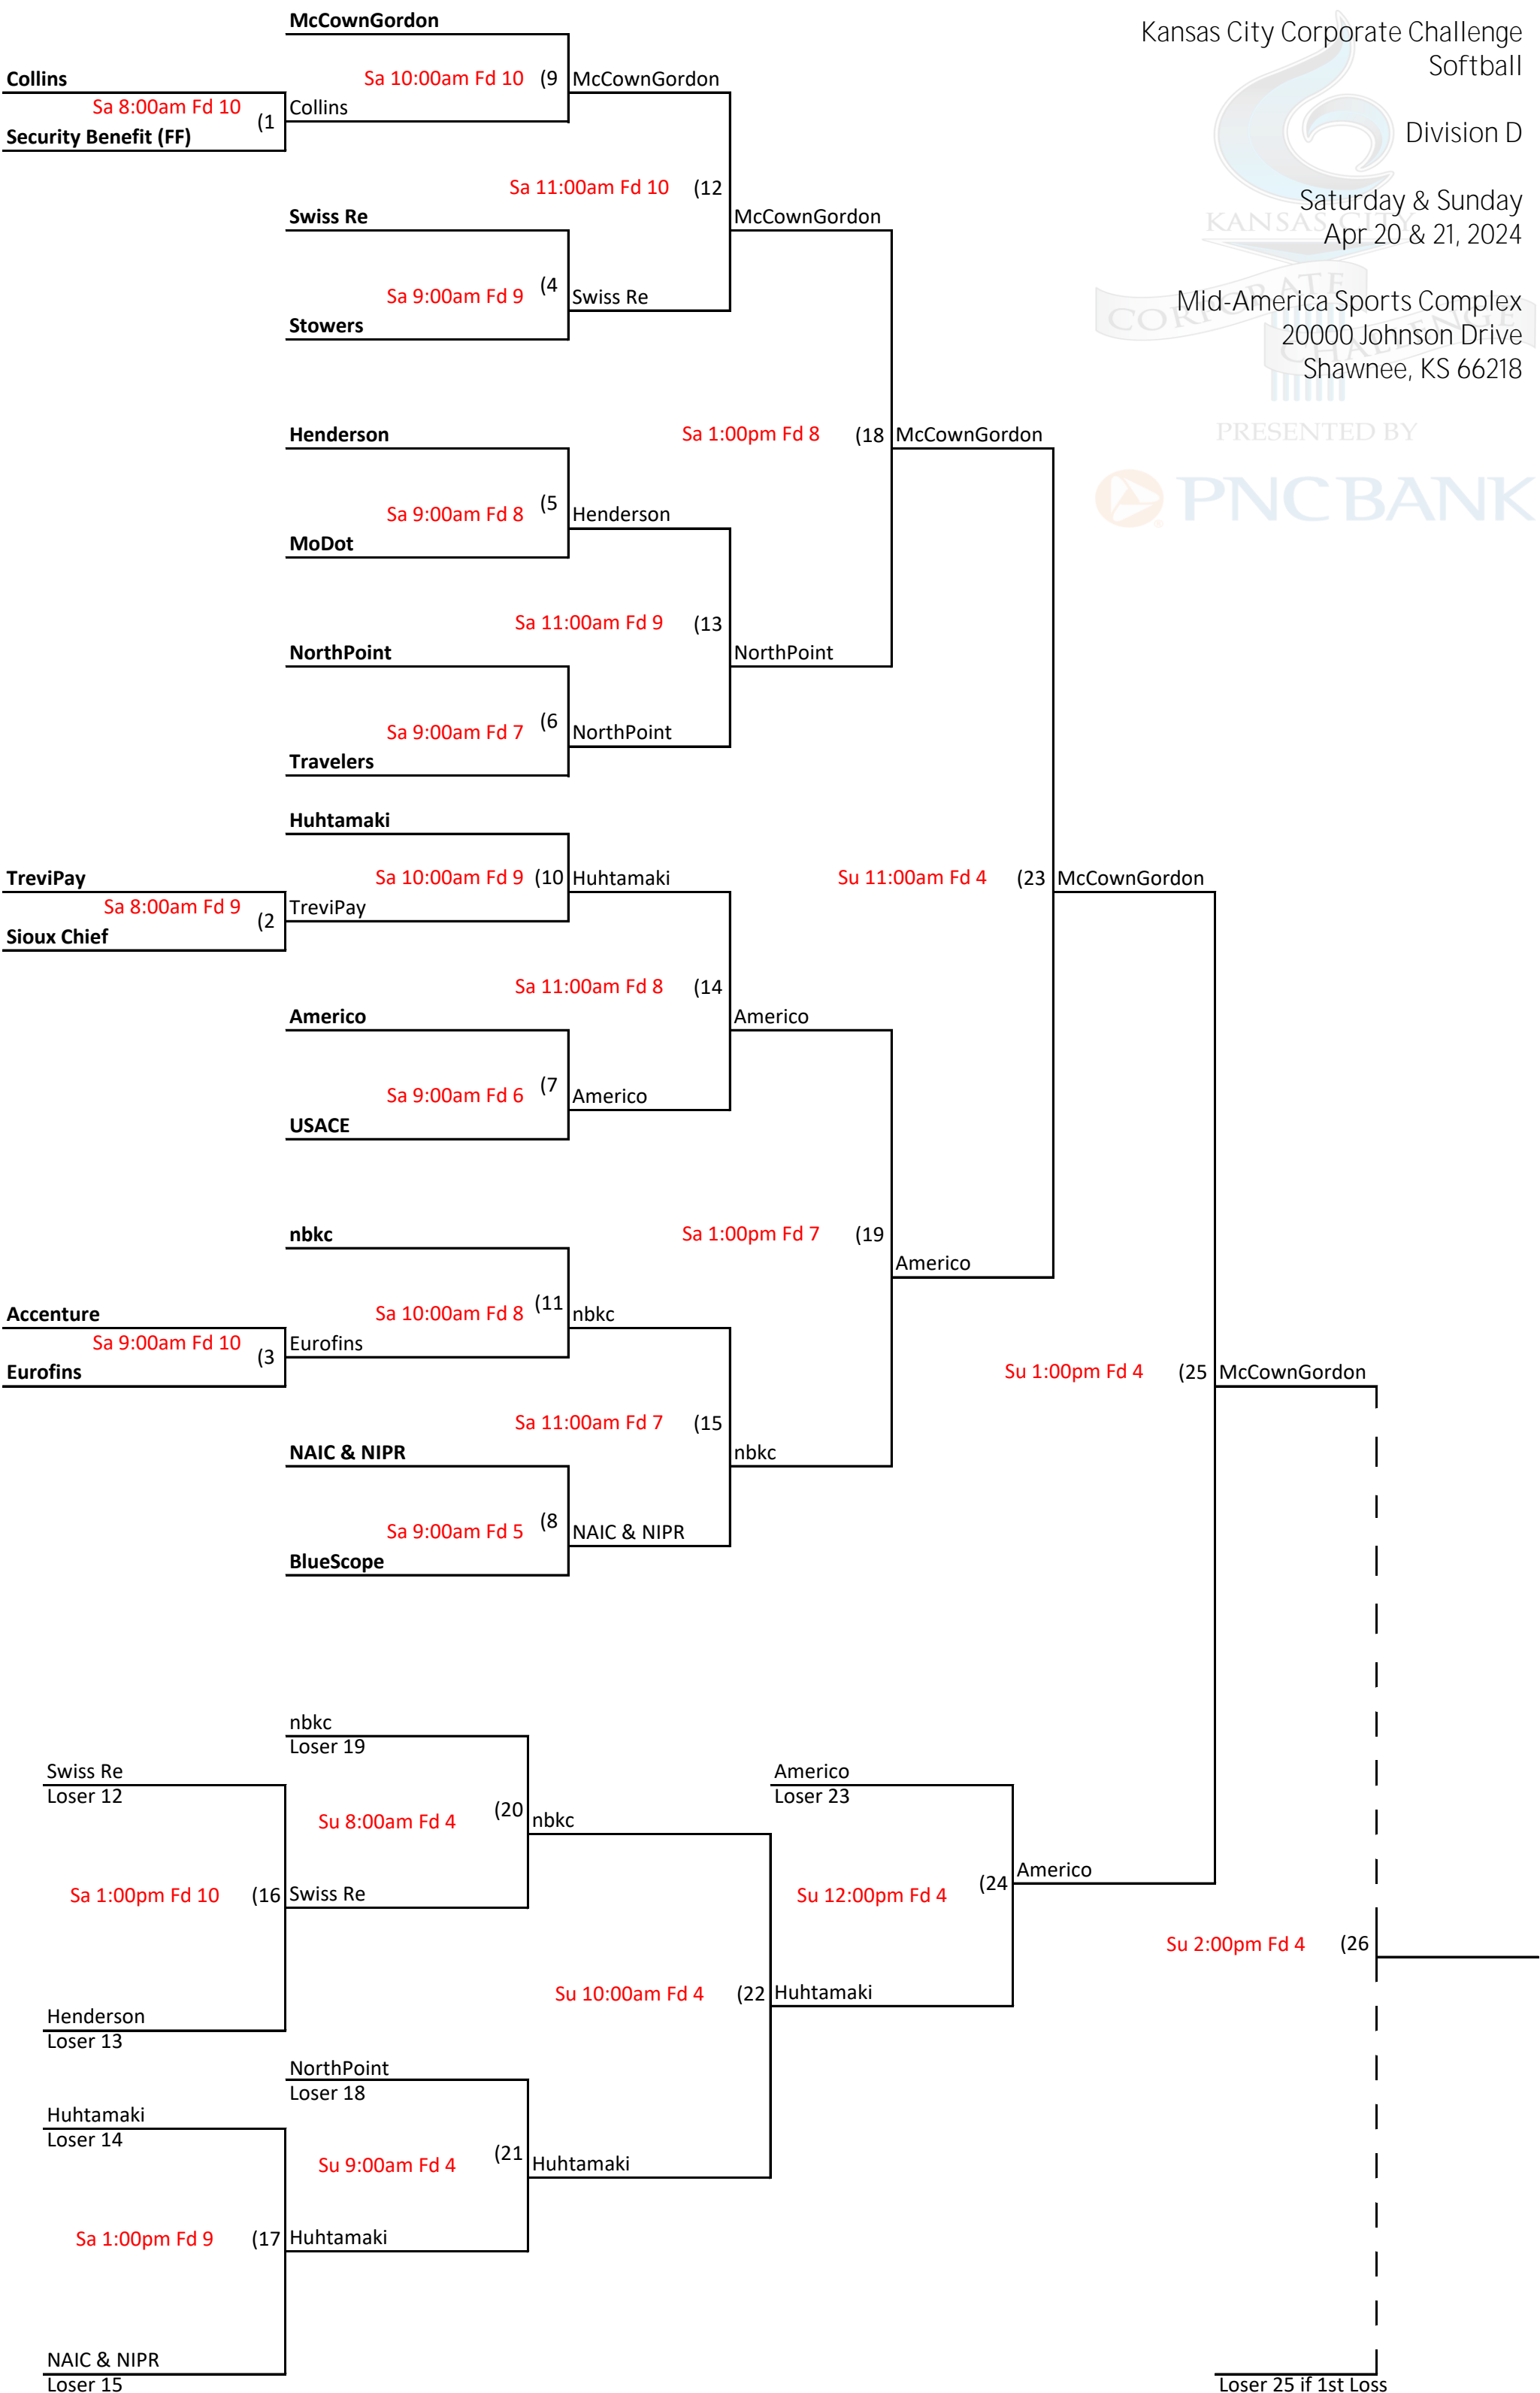 McCownGordon
Kansas City Corporate Challenge
Softball
Division D
Saturday & Sunday
Apr 20 & 21, 2024
Mid-America Sports Complex
20000 Johnson Drive
Shawnee, KS 66218
KANSAS CITY
CORPORATE
CHALLENGE
PRESENTED BY
PNC BANK
Collins
Sa 10:00am Fd 10 (9 McCownGordon
Sa 8:00am Fd 10 (1 Collins
Security Benefit (FF)
Sa 11:00am Fd 10 (12
Swiss Re
McCownGordon
Sa 9:00am Fd 9 (4 Swiss Re
Stowers
Henderson
Sa 1:00pm Fd 8 (18 McCownGordon
Sa 9:00am Fd 8 (5 Henderson
MoDot
Sa 11:00am Fd 9 (13
NorthPoint
NorthPoint
Sa 9:00am Fd 7 (6 NorthPoint
Travelers
Huhtamaki
TreviPay
Sa 10:00am Fd 9 (10 Huhtamaki
Su 11:00am Fd 4 (23 McCownGordon
Sa 8:00am Fd 9 (2 TreviPay
Sioux Chief
Sa 11:00am Fd 8 (14
Americo
Americo
Sa 9:00am Fd 6 (7 Americo
USACE
nbkc
Sa 1:00pm Fd 7 (19
Americo
Accenture
Sa 10:00am Fd 8 (11 nbkc
Sa 9:00am Fd 10 (3 Eurofins
Eurofins
Su 1:00pm Fd 4 (25 McCownGordon
Sa 11:00am Fd 7 (15
NAIC & NIPR
nbkc
Sa 9:00am Fd 5 (8 NAIC & NIPR
BlueScope
nbkc
Loser 19
Swiss Re
Loser 12
Americo
Loser 23
Su 8:00am Fd 4 (20 nbkc
Americo
Sa 1:00pm Fd 10 (16 Swiss Re
Su 12:00pm Fd 4 (24
Su 2:00pm Fd 4 (26
Su 10:00am Fd 4 (22 Huhtamaki
Henderson
Loser 13
NorthPoint
Loser 18
Huhtamaki
Loser 14
Su 9:00am Fd 4 (21 Huhtamaki
Sa 1:00pm Fd 9 (17 Huhtamaki
NAIC & NIPR
Loser 15
Loser 25 if 1st Loss